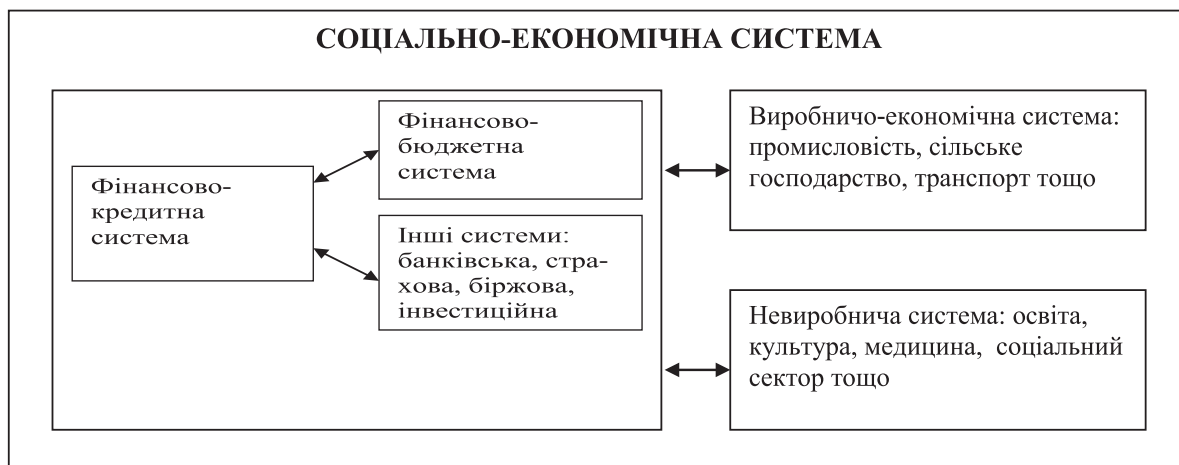 СОЦІАЛЬНО-ЕКОНОМІЧНА СИСТЕМА
Фінансово-
кредитна
система
Фінансово-
бюджетна
система
Інші системи:
банківська, стра-
хова, біржова,
інвестиційна
Виробничо-економічна система:
промисловість, сільське
господарство, транспорт тощо
Невиробнича система: освіта,
культура, медицина, соціальний
сектор тощо